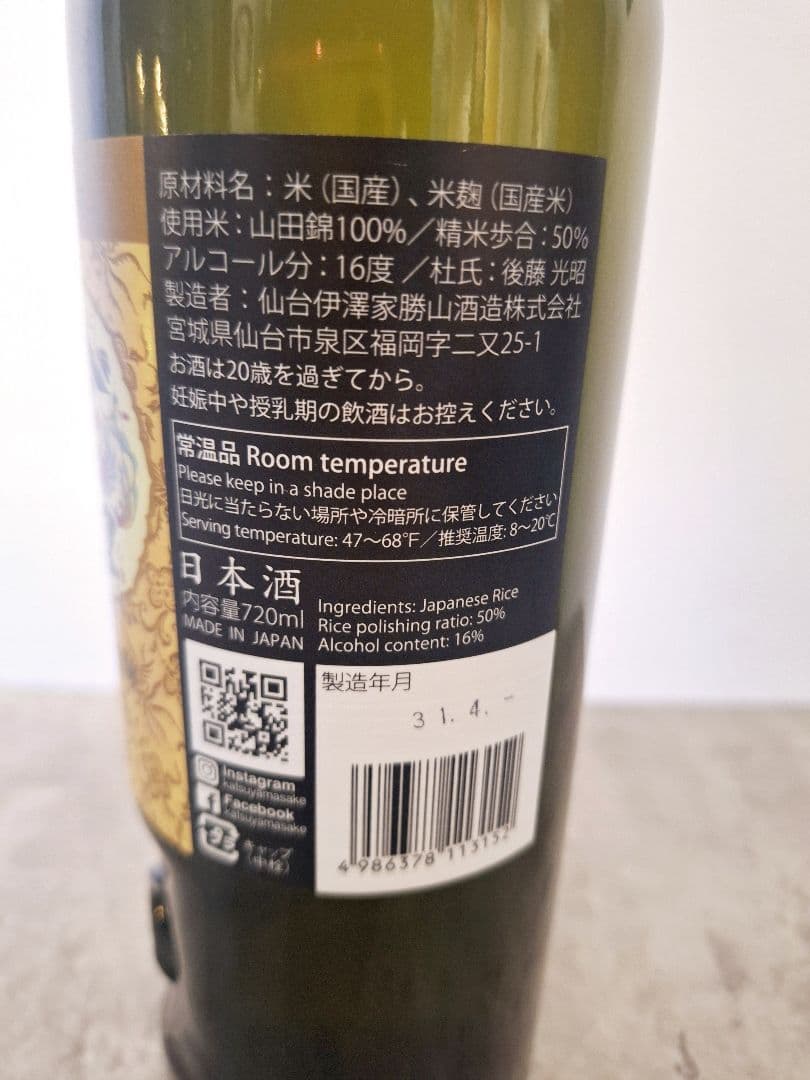 原材料名：米（国産）、米麹（国産米）
使用米：山田錦100%／精米歩合：50%
アルコール分：16度／杜氏：後藤 光昭
製造者：仙台伊澤家勝山酒造株式会社
宮城県仙台市泉区福岡字二又25-1
お酒は20歳を過ぎてから。
妊娠中や授乳期の飲酒はお控えください。
常温品 Room temperature
Please keep in a shade place
日光に当たらない場所や冷暗所に保管してください
Serving temperature: 47～68°F／推奨温度: 8～20℃
日本酒
内容量720ml
MADE IN JAPAN
Ingredients: Japanese Rice
Rice polishing ratio: 50%
Alcohol content: 16%
製造年月
31.4.
4 986378 113152
Instagram
katsuyamasake
Facebook
katsuyamasake
キャップ
（中栓）